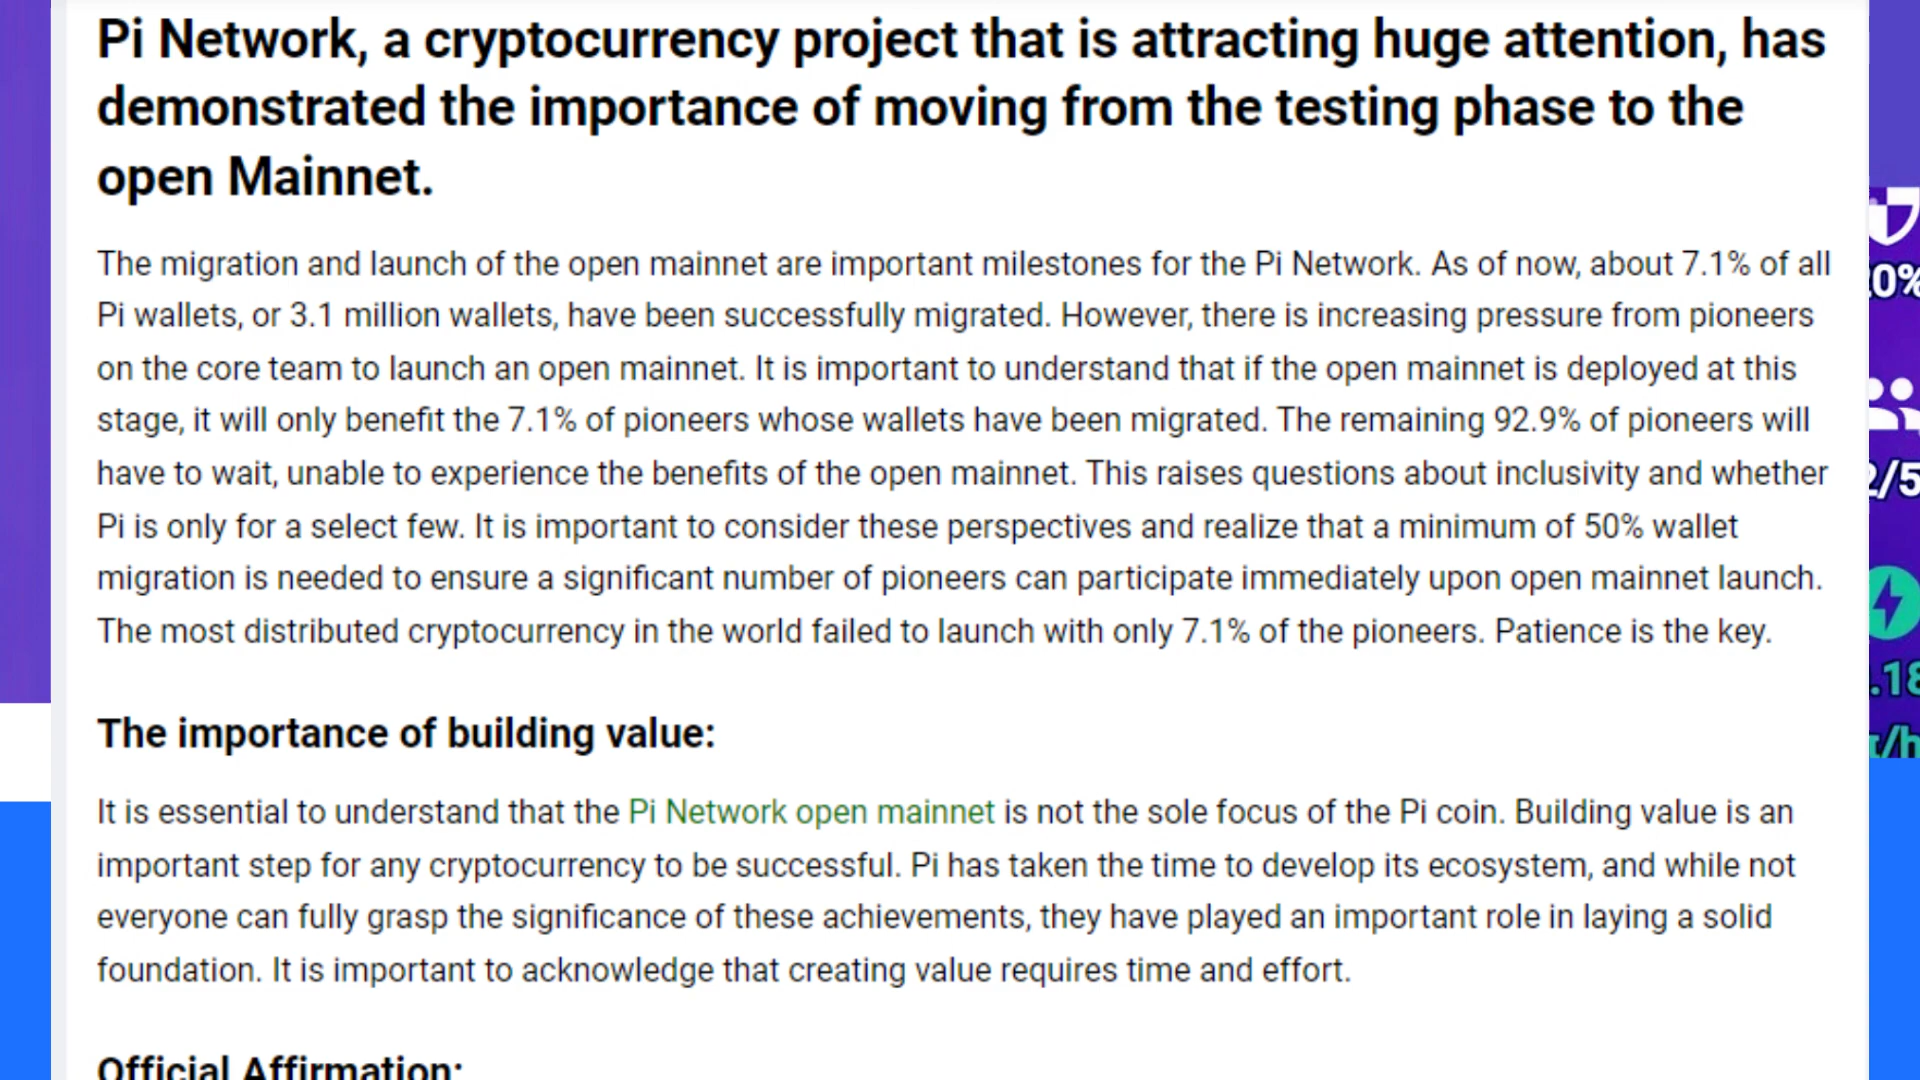 Pi Network, a cryptocurrency project that is attracting huge attention, has
demonstrated the importance of moving from the testing phase to the
open Mainnet.
The migration and launch of the open mainnet are important milestones for the Pi Network. As of now, about 7.1% of all
Pi wallets, or 3.1 million wallets, have been successfully migrated. However, there is increasing pressure from pioneers
on the core team to launch an open mainnet. It is important to understand that if the open mainnet is deployed at this
stage, it will only benefit the 7.1% of pioneers whose wallets have been migrated. The remaining 92.9% of pioneers will
have to wait, unable to experience the benefits of the open mainnet. This raises questions about inclusivity and whether
Pi is only for a select few. It is important to consider these perspectives and realize that a minimum of 50% wallet
migration is needed to ensure a significant number of pioneers can participate immediately upon open mainnet launch.
The most distributed cryptocurrency in the world failed to launch with only 7.1% of the pioneers. Patience is the key.
The importance of building value:
It is essential to understand that the Pi Network open mainnet is not the sole focus of the Pi coin. Building value is an
important step for any cryptocurrency to be successful. Pi has taken the time to develop its ecosystem, and while not
everyone can fully grasp the significance of these achievements, they have played an important role in laying a solid
foundation. It is important to acknowledge that creating value requires time and effort.
Official Affirmation:
0%
2/5
.18
/h